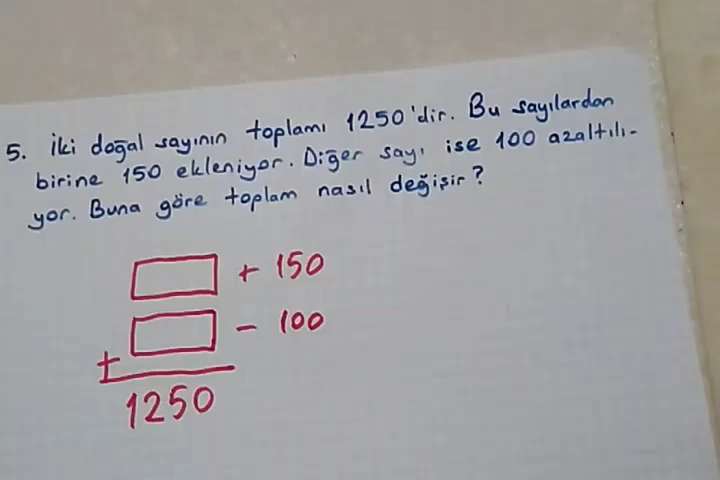 5. İki doğal sayının toplamı 1250'dir. Bu sayılardan
birine 150 ekleniyor. Diğer sayı ise 100 azaltılı-
yor. Buna göre toplam nasıl değişir?
+ 150
- 100
+
1250